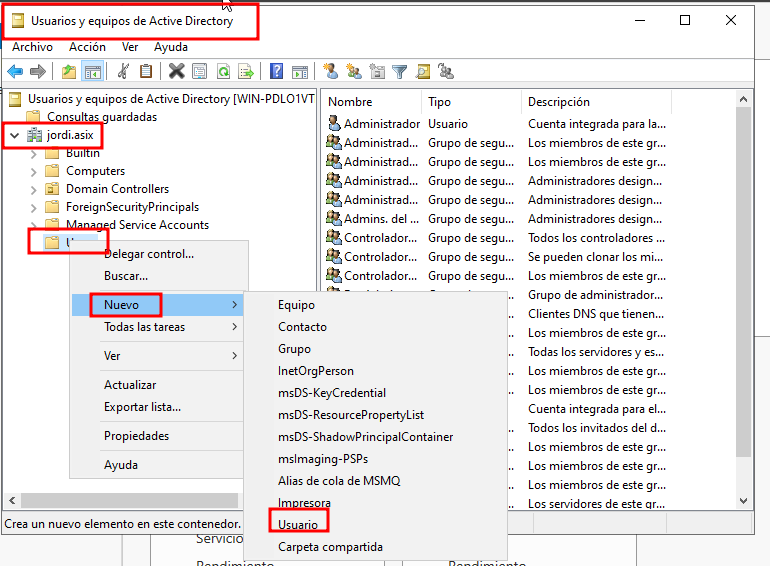 Usuarios y equipos de Active Directory
Archivo Acción Ver Ayuda
Usuarios y equipos de Active Directory [WIN-PDLO1VT
Consultas guardadas
jordi.asix
Builtin
Computers
Domain Controllers
ForeignSecurityPrincipals
Managed Service Accounts
Nombre Tipo Descripción
Administrador Usuario Cuenta integrada para la...
Administrado... Grupo de segu... Los miembros de este gr...
Administrado... Grupo de segu... Los miembros de este gr...
Administrado... Grupo de segu... Administradores design...
Administrado... Grupo de segu... Administradores design...
Admins. del ... Grupo de segu... Administradores design...
Controlador... Grupo de segu... Todos los controladores ...
Controlador... Grupo de segu... Se pueden clonar los mi...
Controlador... Grupo de segu... Los miembros de este gr...
Grupo de administrador...
Clientes DNS que tienen...
Los miembros de este gr...
Todas los servidores y es...
Los miembros de este gr...
Los miembros de este gr...
Cuenta integrada para el...
Todos los invitados del d...
Los miembros de este gr...
Los miembros de este gr...
Los miembros de este gr...
Los servidores de este gr...
Delegar control...
Buscar...
Nuevo
Todas las tareas
Ver
Actualizar
Exportar lista...
Propiedades
Ayuda
Equipo
Contacto
Grupo
InetOrgPerson
msDS-KeyCredential
msDS-ResourcePropertyList
msDS-ShadowPrincipalContainer
msImaging-PSPs
Alias de cola de MSMQ
Impresora
Usuario
Carpeta compartida
Crea un nuevo elemento en este contenedor.
Servicio
Rendimiento Rendimiento